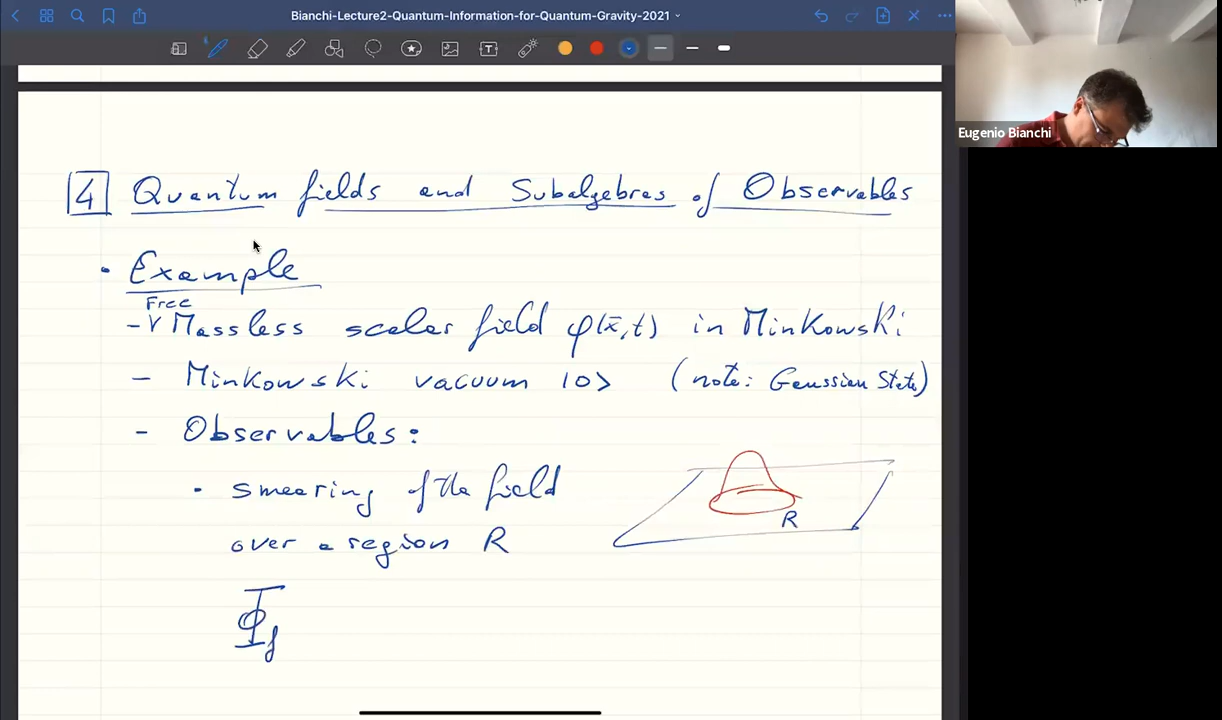 Bianchi-Lecture2-Quantum-Information-for-Quantum-Gravity-2021
Eugenio Bianchi
4 Quantum fields and Subalgebras of Observables
• Example
Free
- Massless scalar field φ(x̄,t) in Minkowski
- Minkowski vacuum |0> (note: Gaussian State)
- Observables:
• smearing of the field
over a region R
R
Φf